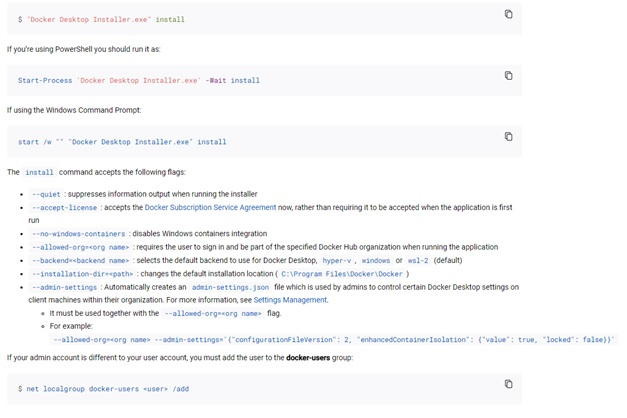 $ "Docker Desktop Installer.exe" install
If you're using PowerShell you should run it as:
Start-Process 'Docker Desktop Installer.exe' -Wait install
If using the Windows Command Prompt:
start /w "" "Docker Desktop Installer.exe" install
The install command accepts the following flags:
• --quiet : suppresses information output when running the installer
• --accept-license : accepts the Docker Subscription Service Agreement now, rather than requiring it to be accepted when the application is first
run
• --no-windows-containers : disables Windows containers integration
• --allowed-org=<org name> : requires the user to sign in and be part of the specified Docker Hub organization when running the application
• --backend=<backend name> : selects the default backend to use for Docker Desktop, hyper-v , windows or wsl-2 (default)
• --installation-dir=<path> : changes the default installation location ( C:\Program Files\Docker\Docker )
• --admin-settings : Automatically creates an admin-settings.json file which is used by admins to control certain Docker Desktop settings on
client machines within their organization. For more information, see Settings Management.
◦ It must be used together with the --allowed-org=<org name> flag.
◦ For example:
--allowed-org=<org name> --admin-settings='{"configurationFileVersion": 2, "enhancedContainerIsolation": {"value": true, "locked": false}}'
If your admin account is different to your user account, you must add the user to the docker-users group:
$ net localgroup docker-users <user> /add